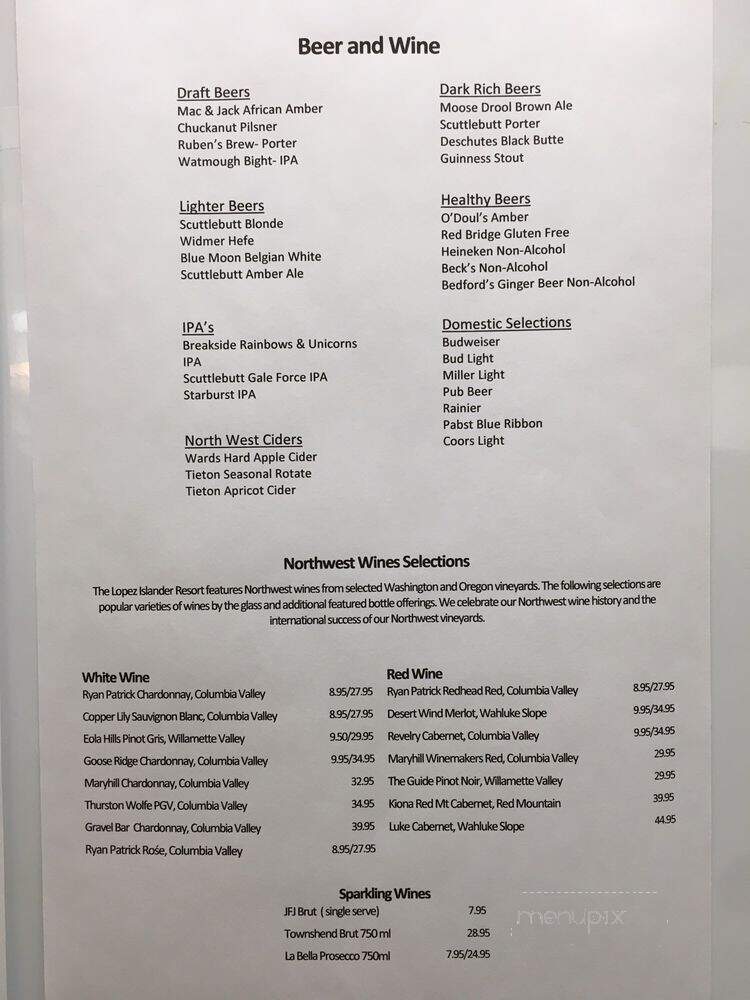 Beer and Wine
Draft Beers
Mac & Jack African Amber
Chuckanut Pilsner
Ruben's Brew- Porter
Watmough Bight- IPA
Lighter Beers
Scuttlebutt Blonde
Widmer Hefe
Blue Moon Belgian White
Scuttlebutt Amber Ale
IPA's
Breakside Rainbows & Unicorns
IPA
Scuttlebutt Gale Force IPA
Starburst IPA
North West Ciders
Wards Hard Apple Cider
Tieton Seasonal Rotate
Tieton Apricot Cider
Dark Rich Beers
Moose Drool Brown Ale
Scuttlebutt Porter
Deschutes Black Butte
Guinness Stout
Healthy Beers
O'Doul's Amber
Red Bridge Gluten Free
Heineken Non-Alcohol
Beck's Non-Alcohol
Bedford's Ginger Beer Non-Alcohol
Domestic Selections
Budweiser
Bud Light
Miller Light
Pub Beer
Rainier
Pabst Blue Ribbon
Coors Light
Northwest Wines Selections
The Lopez Islander Resort features Northwest wines from selected Washington and Oregon vineyards. The following selections are
popular varieties of wines by the glass and additional featured bottle offerings. We celebrate our Northwest wine history and the
international success of our Northwest vineyards.
White Wine
Ryan Patrick Chardonnay, Columbia Valley 8.95/27.95
Copper Lily Sauvignon Blanc, Columbia Valley 8.95/27.95
Eola Hills Pinot Gris, Willamette Valley 9.50/29.95
Goose Ridge Chardonnay, Columbia Valley 9.95/34.95
Maryhill Chardonnay, Columbia Valley 32.95
Thurston Wolfe PGV, Columbia Valley 34.95
Gravel Bar Chardonnay, Columbia Valley 39.95
Ryan Patrick Rośe, Columbia Valley 8.95/27.95
Red Wine
Ryan Patrick Redhead Red, Columbia Valley 8.95/27.95
Desert Wind Merlot, Wahluke Slope 9.95/34.95
Revelry Cabernet, Columbia Valley 9.95/34.95
Maryhill Winemakers Red, Columbia Valley 29.95
The Guide Pinot Noir, Willamette Valley 29.95
Kiona Red Mt Cabernet, Red Mountain 39.95
Luke Cabernet, Wahluke Slope 44.95
Sparkling Wines
JFJ Brut ( single serve) 7.95
Townshend Brut 750 ml 28.95
La Bella Prosecco 750ml 7.95/24.95
menupix